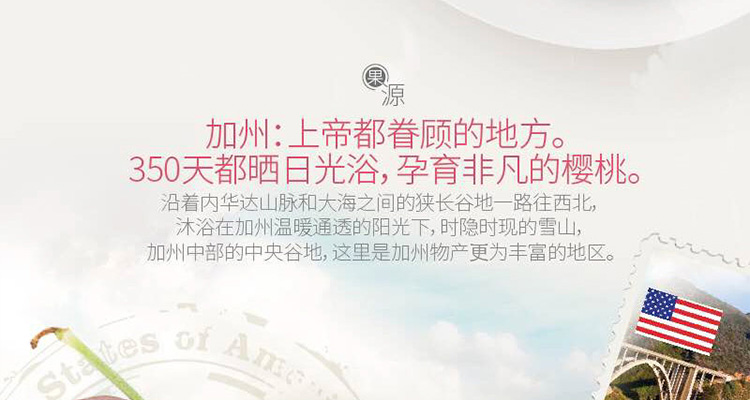 果源
加州：上帝都眷顾的地方。
350天都晒日光浴，孕育非凡的樱桃。
沿着内华达山脉和大海之间的狭长谷地一路往西北，
沐浴在加州温暖通透的阳光下，时隐时现的雪山，
加州中部的中央谷地，这里是加州物产更为丰富的地区。
States of Am